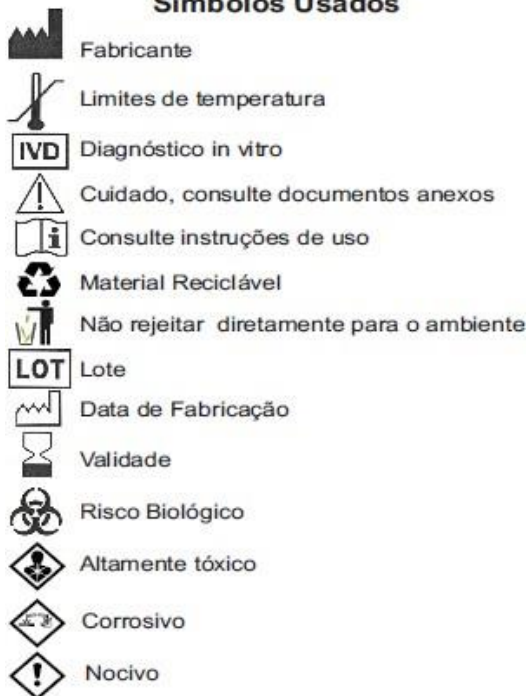 Símbolos Usados
Fabricante
Limites de temperatura
IVD Diagnóstico in vitro
Cuidado, consulte documentos anexos
i Consulte instruções de uso
Material Reciclável
Não rejeitar diretamente para o ambiente
LOT Lote
Data de Fabricação
Validade
Risco Biológico
Altamente tóxico
Corrosivo
Nocivo